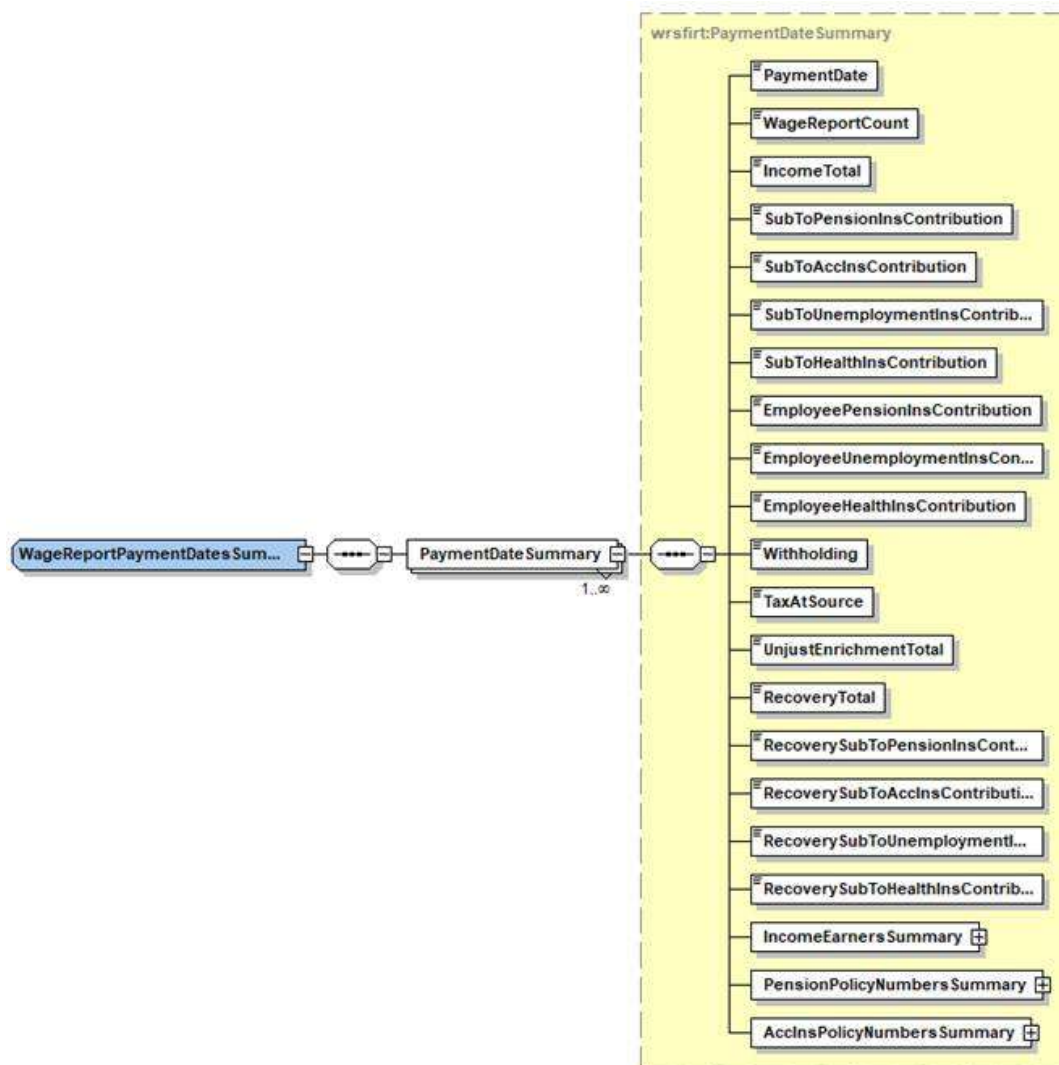 wrsfirt:PaymentDateSummary
PaymentDate
WageReportCount
IncomeTotal
SubToPensionInsContribution
SubToAccInsContribution
SubToUnemploymentInsContrib...
SubToHealthInsContribution
EmployeePensionInsContribution
EmployeeUnemploymentInsCon...
EmployeeHealthInsContribution
WageReportPaymentDatesSum...
PaymentDateSummary
1..∞
Withholding
TaxAtSource
UnjustEnrichmentTotal
RecoveryTotal
RecoverySubToPensionInsCont...
RecoverySubToAccInsContributi...
RecoverySubToUnemploymentI...
RecoverySubToHealthInsContrib...
IncomeEarnersSummary
PensionPolicyNumbersSummary
AccInsPolicyNumbersSummary